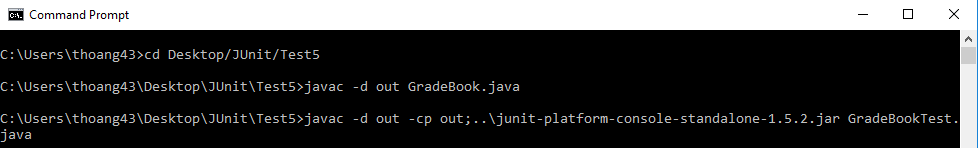 Command Prompt
C:\Users\thoang43>cd Desktop/JUnit/Test5
C:\Users\thoang43\Desktop\JUnit\Test5>javac -d out GradeBook.java
C:\Users\thoang43\Desktop\JUnit\Test5>javac -d out -cp out;..\junit-platform-console-standalone-1.5.2.jar GradeBookTest.
java